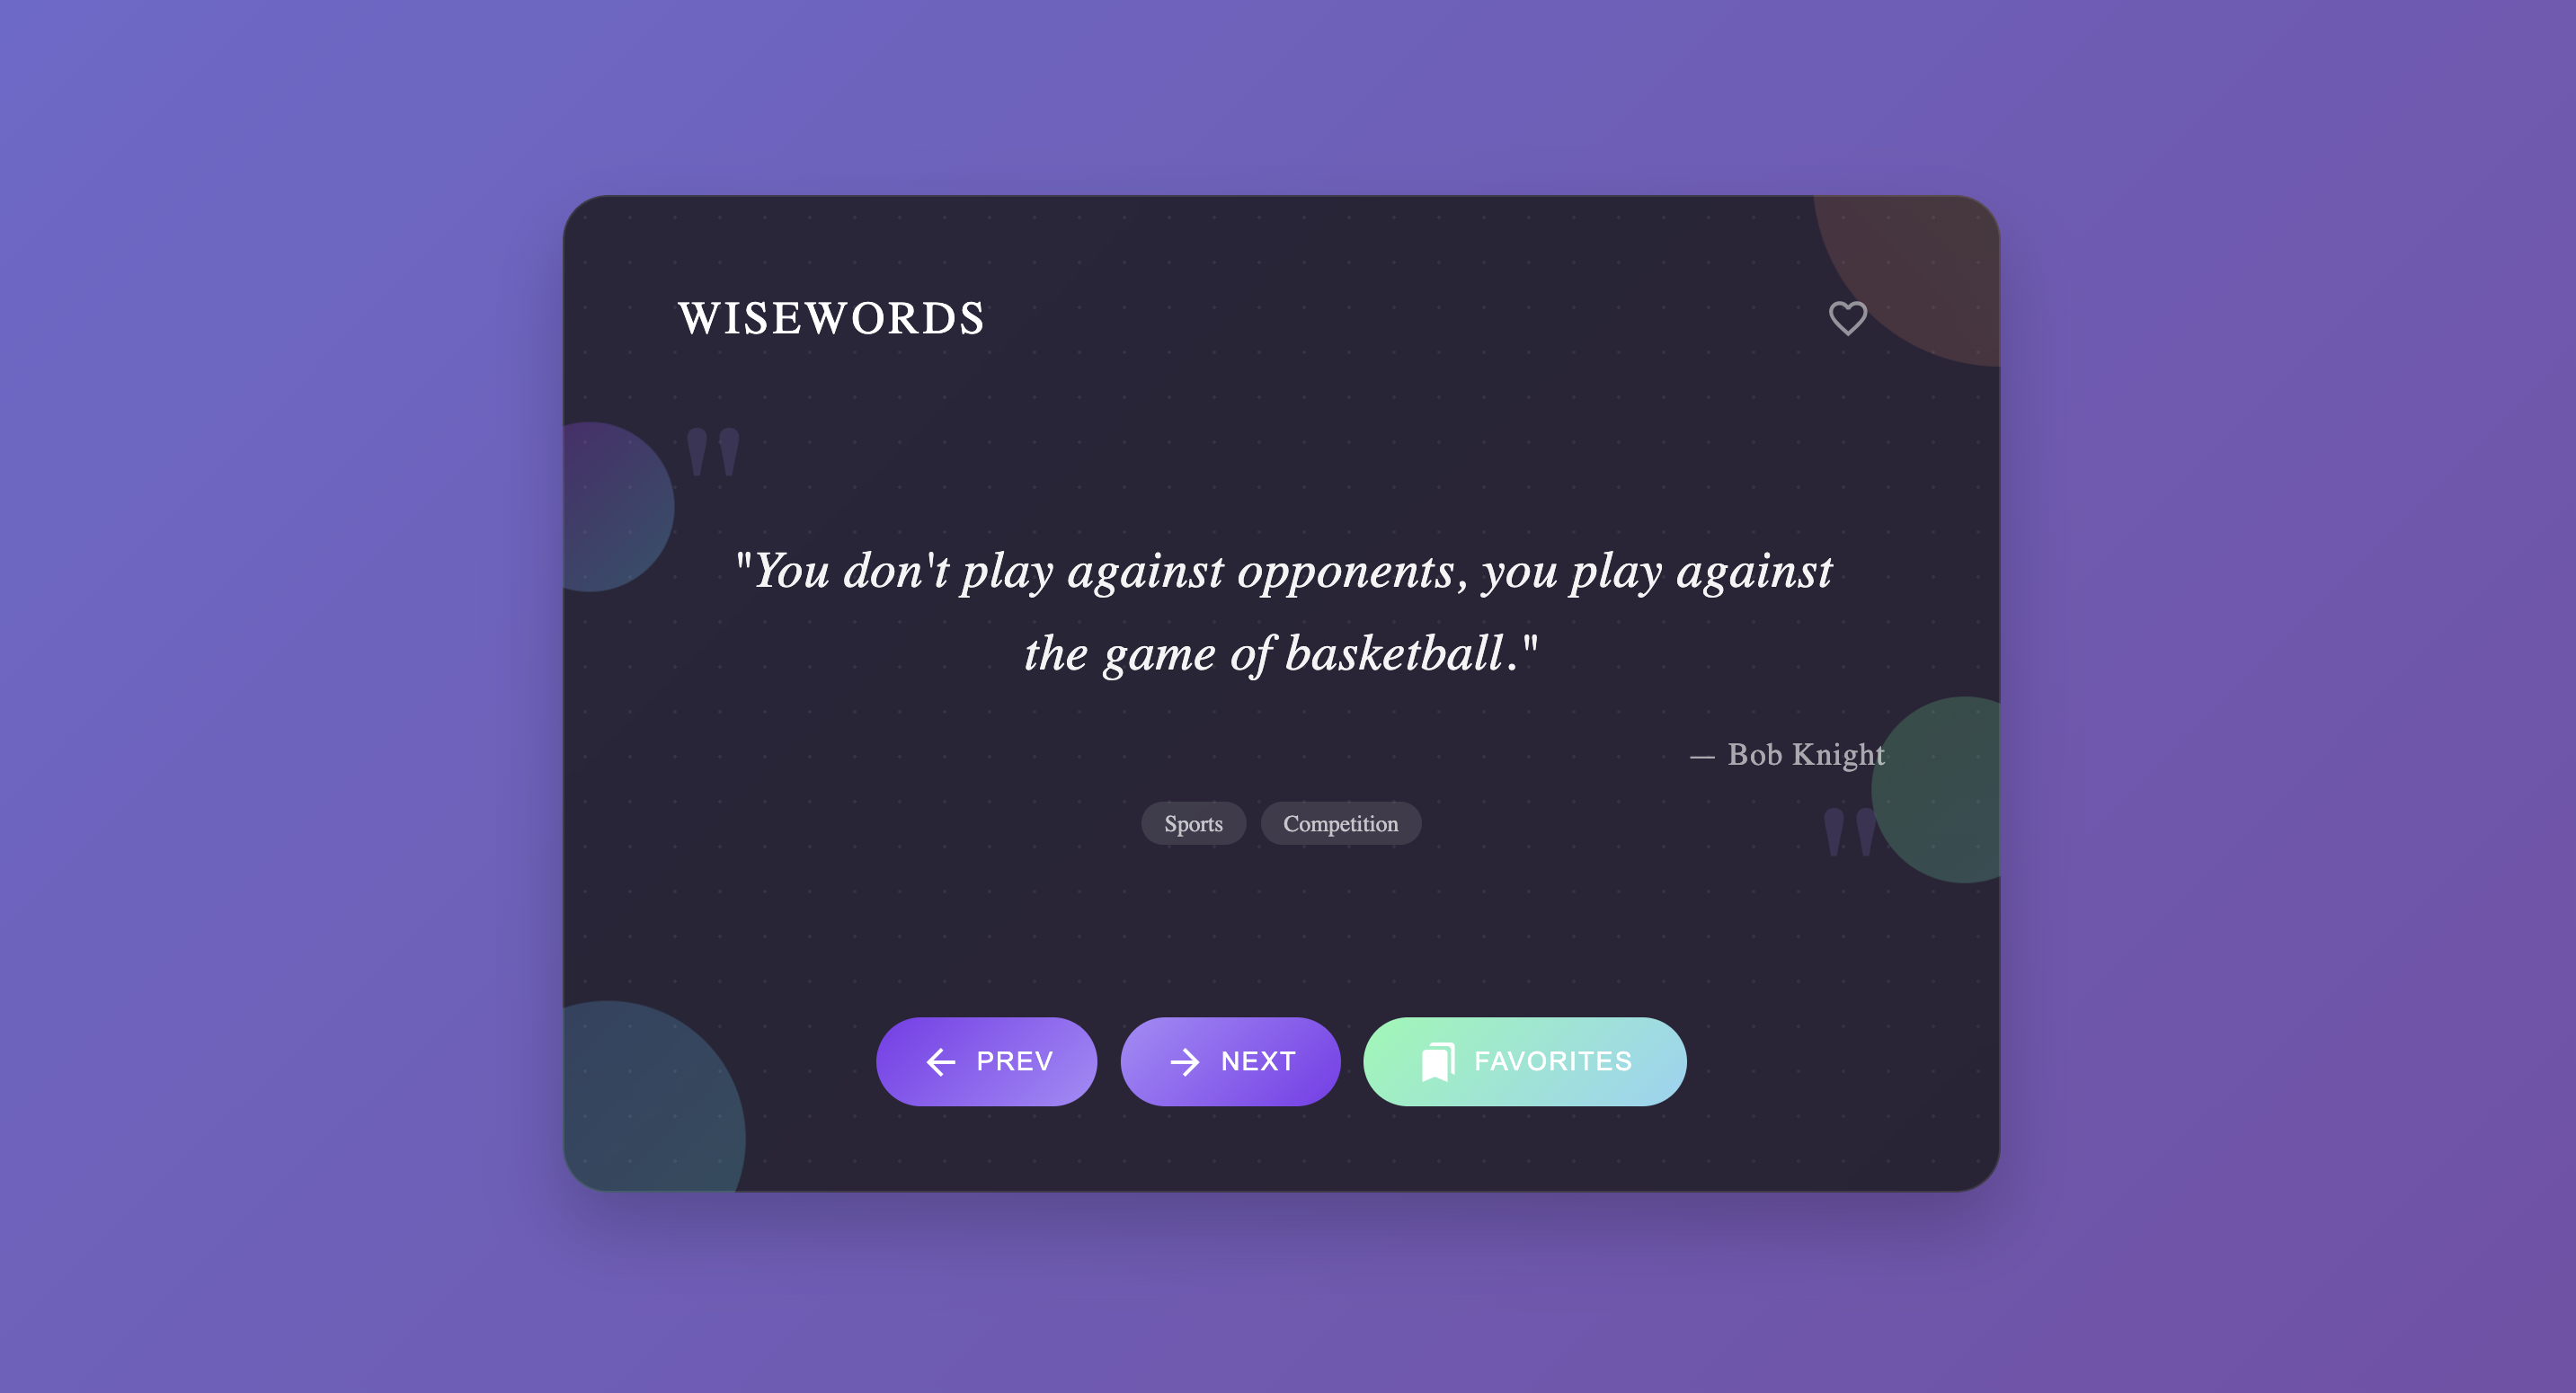 WISEWORDS
"
"You don't play against opponents, you play against
the game of basketball."
— Bob Knight
Sports Competition
"
PREV NEXT FAVORITES